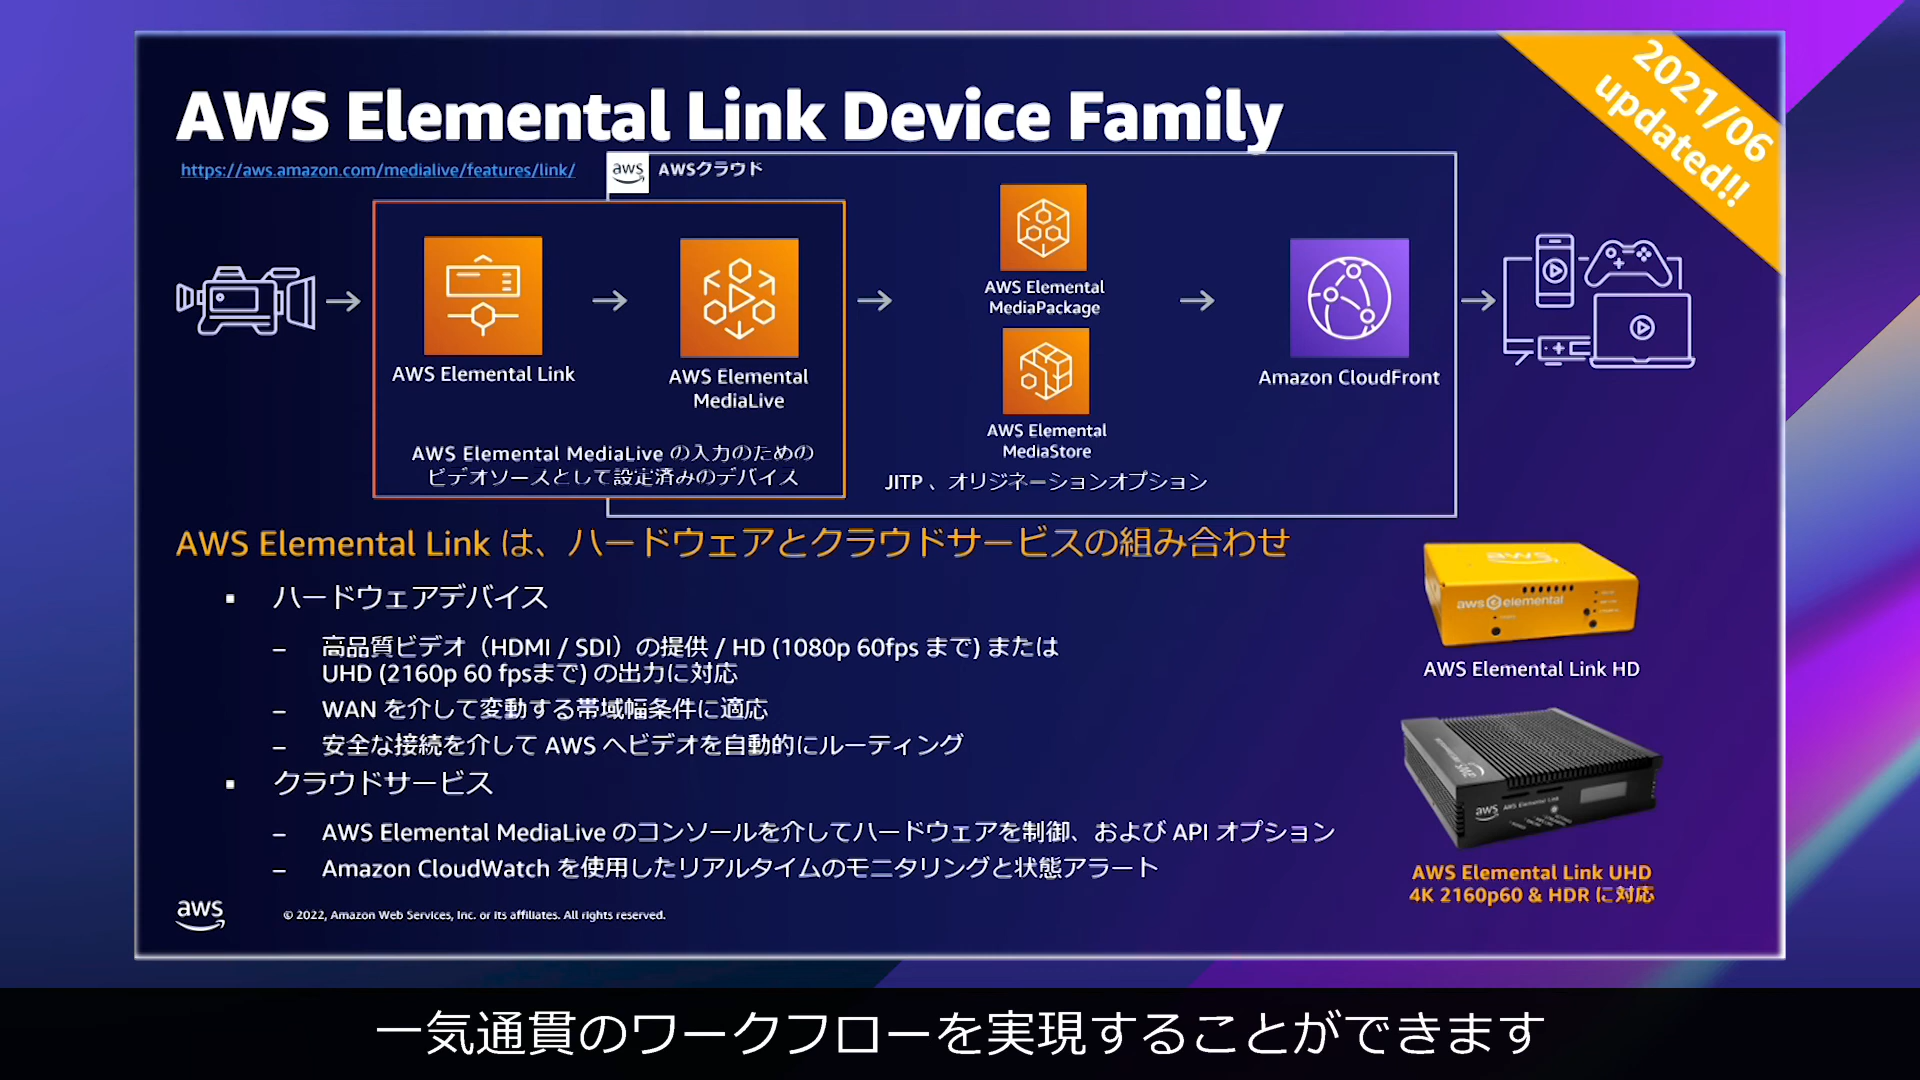 2021/06
updated!!
AWS Elemental Link Device Family
https://aws.amazon.com/medialive/features/link/
aws
AWSクラウド
AWS Elemental Link
AWS Elemental
MediaLive
AWS Elemental
MediaPackage
AWS Elemental
MediaStore
Amazon CloudFront
AWS Elemental MediaLive の入力のための
ビデオソースとして設定済みのデバイス
JITP 、オリジネーションオプション
AWS Elemental Link は、ハードウェアとクラウドサービスの組み合わせ
▪ ハードウェアデバイス
– 高品質ビデオ（HDMI / SDI）の提供 / HD (1080p 60fps まで) または
UHD (2160p 60 fpsまで) の出力に対応
– WAN を介して変動する帯域幅条件に適応
– 安全な接続を介して AWS へビデオを自動的にルーティング
▪ クラウドサービス
– AWS Elemental MediaLive のコンソールを介してハードウェアを制御、および API オプション
– Amazon CloudWatch を使用したリアルタイムのモニタリングと状態アラート
aws
aws elemental
AWS Elemental Link HD
aws
aws AWS Elemental Link
AWS Elemental Link UHD
4K 2160p60 & HDR に対応
aws
© 2022, Amazon Web Services, Inc. or its affiliates. All rights reserved.
一気通貫のワークフローを実現することができます